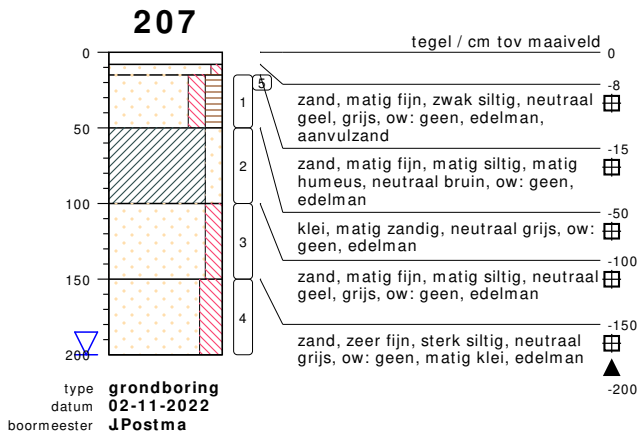 207
tegel / cm tov maaiveld
0
0
5
-8
zand, matig fijn, zwak siltig, neutraal
geel, grijs, ow: geen, edelman,
aanvulzand
1
50
-15
zand, matig fijn, matig siltig, matig
humeus, neutraal bruin, ow: geen,
edelman
2
-50
klei, matig zandig, neutraal grijs, ow:
geen, edelman
100
-100
3
zand, matig fijn, matig siltig, neutraal
geel, grijs, ow: geen, edelman
150
-150
4
zand, zeer fijn, sterk siltig, neutraal
grijs, ow: geen, matig klei, edelman
200
-200
type grondboring
datum 02-11-2022
boormeester J.Postma